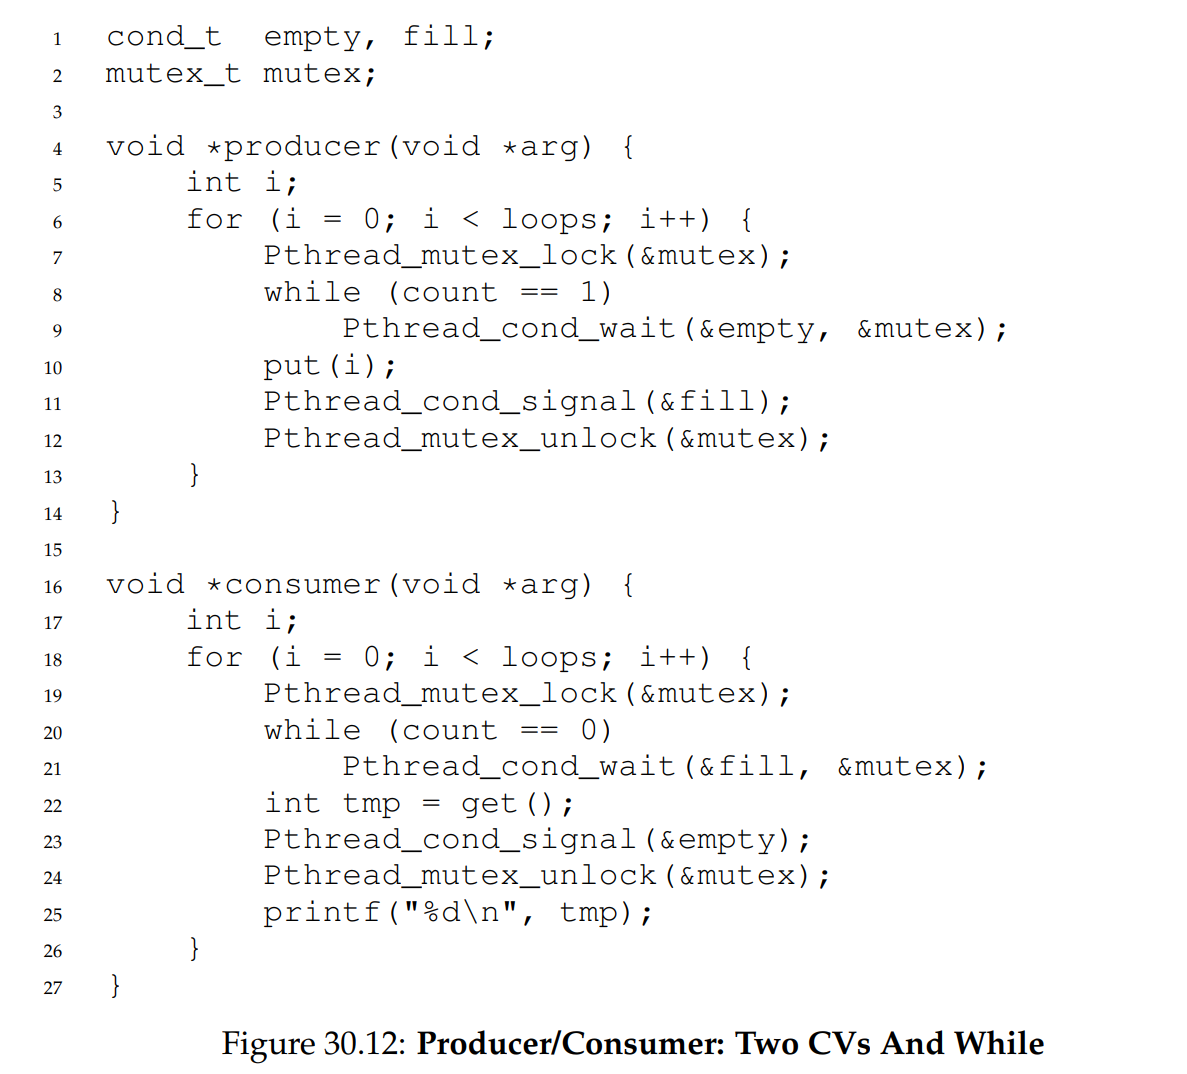 1 cond_t empty, fill;
2 mutex_t mutex;
3
4 void *producer(void *arg) {
5 int i;
6 for (i = 0; i < loops; i++) {
7 Pthread_mutex_lock(&mutex);
8 while (count == 1)
9 Pthread_cond_wait(&empty, &mutex);
10 put(i);
11 Pthread_cond_signal(&fill);
12 Pthread_mutex_unlock(&mutex);
13 }
14 }
15
16 void *consumer(void *arg) {
17 int i;
18 for (i = 0; i < loops; i++) {
19 Pthread_mutex_lock(&mutex);
20 while (count == 0)
21 Pthread_cond_wait(&fill, &mutex);
22 int tmp = get();
23 Pthread_cond_signal(&empty);
24 Pthread_mutex_unlock(&mutex);
25 printf("%d\n", tmp);
26 }
27 }
Figure 30.12: Producer/Consumer: Two CVs And While